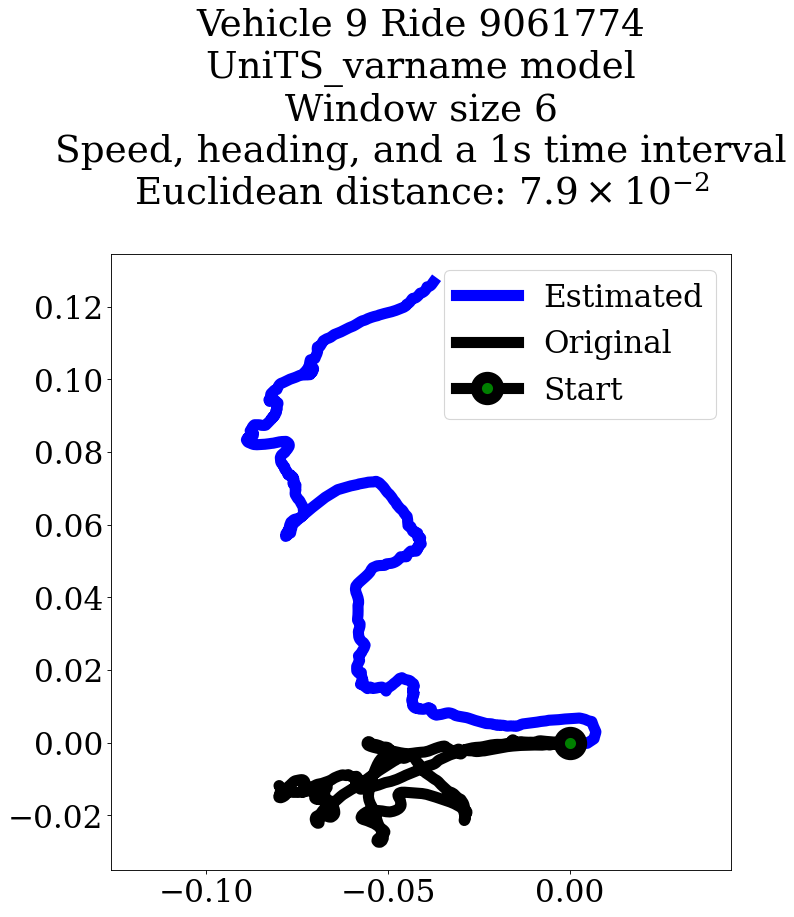 Vehicle 9 Ride 9061774
UniTS_varname model
Window size 6
Speed, heading, and a 1s time interval
Euclidean distance: 7.9 × 10⁻²
Estimated
Original
Start
0.12
0.10
0.08
0.06
0.04
0.02
0.00
−0.02
−0.10
−0.05
0.00